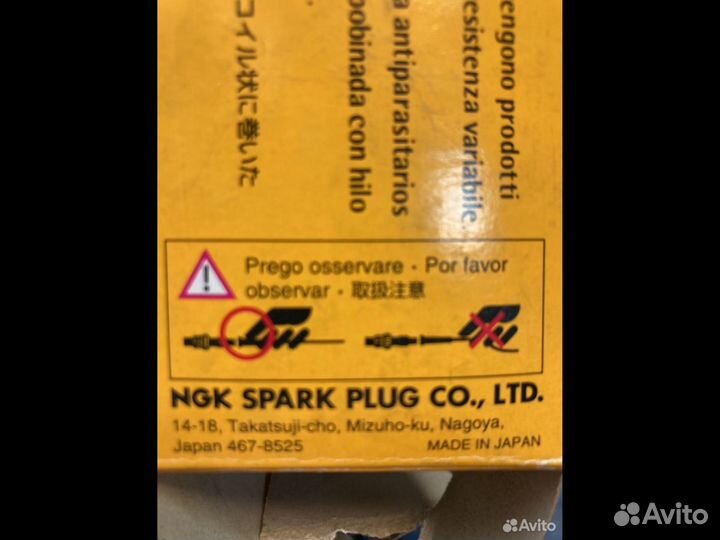 engono prodotti
esistenza variabile.
a antiparasitarios
bobinada con hilo
コイル状に巻いた
Prego osservare - Por favor
observar - 取扱注意
NGK SPARK PLUG CO., LTD.
14-18, Takatsuji-cho, Mizuho-ku, Nagoya,
Japan 467-8525
MADE IN JAPAN
Avito
Avito